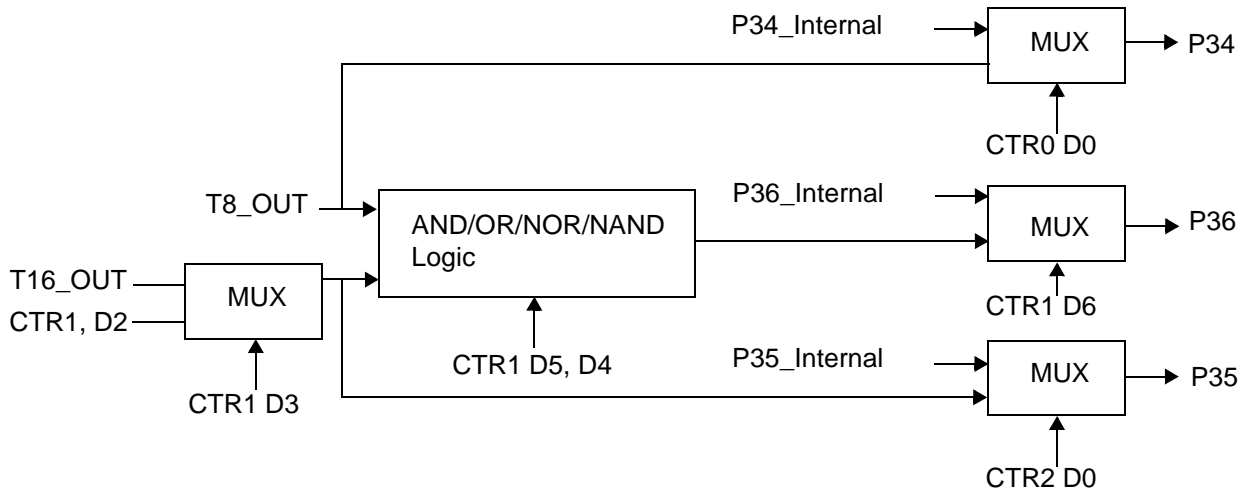 P34_Internal
MUX
P34
CTR0 D0
T8_OUT
AND/OR/NOR/NAND
Logic
P36_Internal
MUX
P36
CTR1 D6
T16_OUT
MUX
CTR1, D2
CTR1 D3
CTR1 D5, D4
P35_Internal
MUX
P35
CTR2 D0